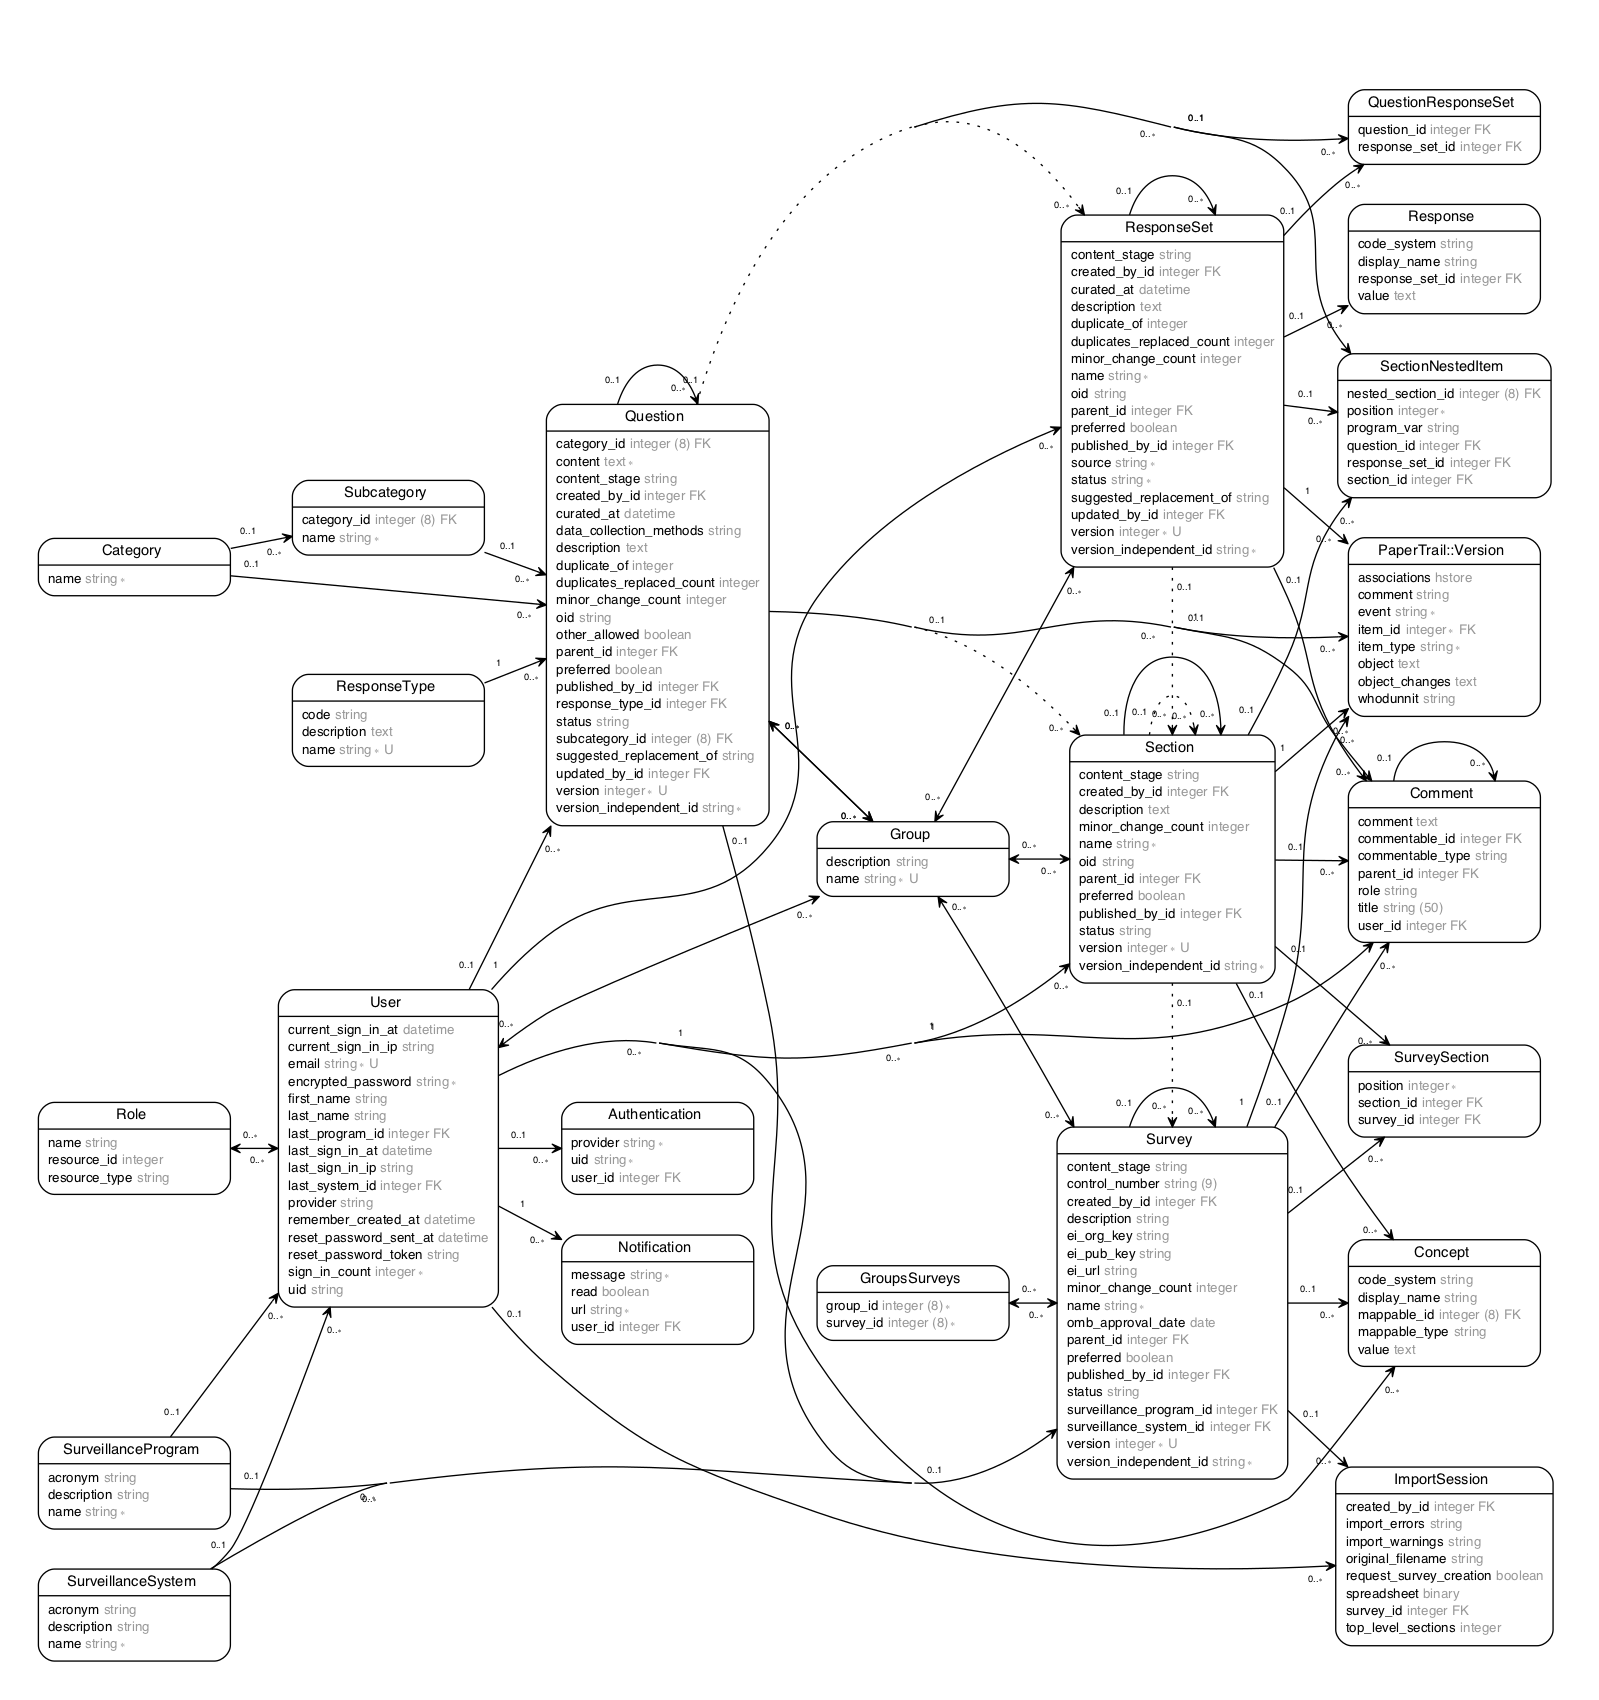 QuestionResponseSet
question_id integer FK
response_set_id integer FK
Response
code_system string
display_name string
response_set_id integer FK
value text
ResponseSet
content_stage string
created_by_id integer FK
curated_at datetime
description text
duplicate_of integer
duplicates_replaced_count integer
minor_change_count integer
name string *
oid string
parent_id integer FK
preferred boolean
published_by_id integer FK
source string *
status string *
suggested_replacement_of string
updated_by_id integer FK
version integer * U
version_independent_id string *
SectionNestedItem
nested_section_id integer (8) FK
position integer *
program_var string
question_id integer FK
response_set_id integer FK
section_id integer FK
Question
category_id integer (8) FK
content text *
content_stage string
created_by_id integer FK
curated_at datetime
data_collection_methods string
description text
duplicate_of integer
duplicates_replaced_count integer
minor_change_count integer
oid string
other_allowed boolean
parent_id integer FK
preferred boolean
published_by_id integer FK
response_type_id integer FK
status string
subcategory_id integer (8) FK
suggested_replacement_of string
updated_by_id integer FK
version integer * U
version_independent_id string *
Subcategory
category_id integer (8) FK
name string *
Category
name string *
ResponseType
code string
description text
name string * U
PaperTrail::Version
associations hstore
comment string
event string *
item_id integer * FK
item_type string *
object text
object_changes text
whodunnit string
Section
content_stage string
created_by_id integer FK
description text
minor_change_count integer
name string *
oid string
parent_id integer FK
preferred boolean
published_by_id integer FK
status string
version integer * U
version_independent_id string *
Comment
comment text
commentable_id integer FK
commentable_type string
parent_id integer FK
role string
title string (50)
user_id integer FK
Group
description string
name string * U
User
current_sign_in_at datetime
current_sign_in_ip string
email string * U
encrypted_password string *
first_name string
last_name string
last_program_id integer FK
last_sign_in_at datetime
last_sign_in_ip string
last_system_id integer FK
provider string
remember_created_at datetime
reset_password_sent_at datetime
reset_password_token string
sign_in_count integer *
uid string
Role
name string
resource_id integer
resource_type string
Authentication
provider string *
uid string *
user_id integer FK
Notification
message string *
read boolean
url string *
user_id integer FK
SurveySection
position integer *
section_id integer FK
survey_id integer FK
Survey
content_stage string
control_number string (9)
created_by_id integer FK
description string
ei_org_key string
ei_pub_key string
ei_url string
minor_change_count integer
name string *
omb_approval_date date
parent_id integer FK
preferred boolean
published_by_id integer FK
status string
surveillance_program_id integer FK
surveillance_system_id integer FK
version integer * U
version_independent_id string *
GroupsSurveys
group_id integer (8) *
survey_id integer (8) *
Concept
code_system string
display_name string
mappable_id integer (8) FK
mappable_type string
value text
SurveillanceProgram
acronym string
description string
name string *
SurveillanceSystem
acronym string
description string
name string *
ImportSession
created_by_id integer FK
import_errors string
import_warnings string
original_filename string
request_survey_creation boolean
spreadsheet binary
survey_id integer FK
top_level_sections integer